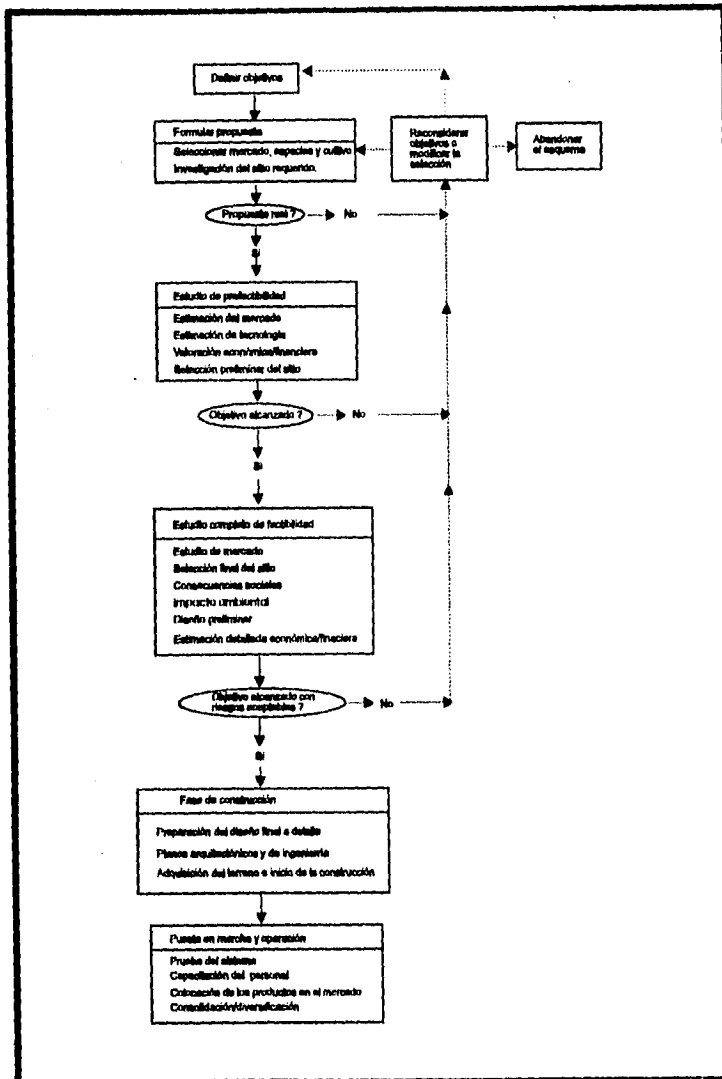 Definir objetivos
Formular propuesta
Seleccionar mercado, especies y cultivo
Investigación del sitio requerido.
Reconsiderar
objetivos o
modificar la
selección
Abandonar
el esquema
Propuesta real ?
No
Si
Estudio de prefactibilidad
Estimación del mercado
Estimación de tecnología
Valoración económica/financiera
Selección preliminar del sitio
Objetivo alcanzado ?
No
Si
Estudio completo de factibilidad
Estudio de mercado
Selección final del sitio
Consecuencias sociales
Impacto ambiental
Diseño preliminar
Estimación detallada económica/finaciera
Objetivo alcanzado con
riesgos aceptables ?
No
Si
Fase de construcción
Preparación del diseño final a detalle
Planos arquitectónicos y de ingeniería
Adquisición del terreno e inicio de la construcción
Puesta en marcha y operación
Prueba del sistema
Capacitación del personal
Colocación de los productos en el mercado
Consolidación/diversificación